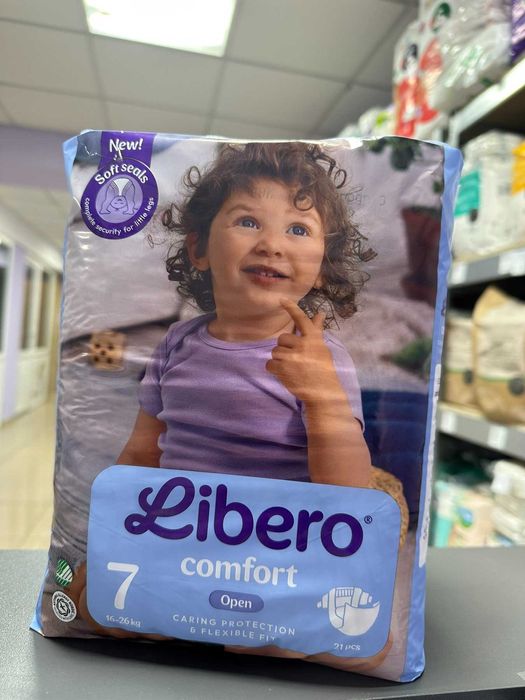 New!
Soft seals
complete security for little legs
Libero®
comfort
Open
7
16-26 kg
CARING PROTECTION
& FLEXIBLE FIT
21 pcs